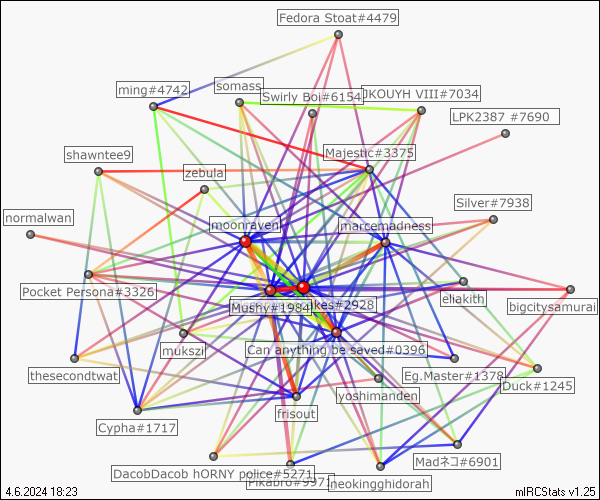 Fedora Stoat#4479
ming#4742
somass
Swirly Boi#6154
JKOUYH VIII#7034
LPK2387 #7690
shawntee9
Majestic#3375
zebula
Silver#7938
normalwan
moonraven
marcemadness
Pocket Persona#3326
Mushy#1984
kes#2928
eliakith
bigcitysamurai
mukszi
Can anything be saved#0396
thesecondtwat
Eg.Master#1378
Duck#1245
yoshimanden
Cypha#1717
frisout
DacobDacob hORNY police#5271
Madネコ#6901
Pikabro#9971
neokingghidorah
4.6.2024 18:23
mIRCStats v1.25